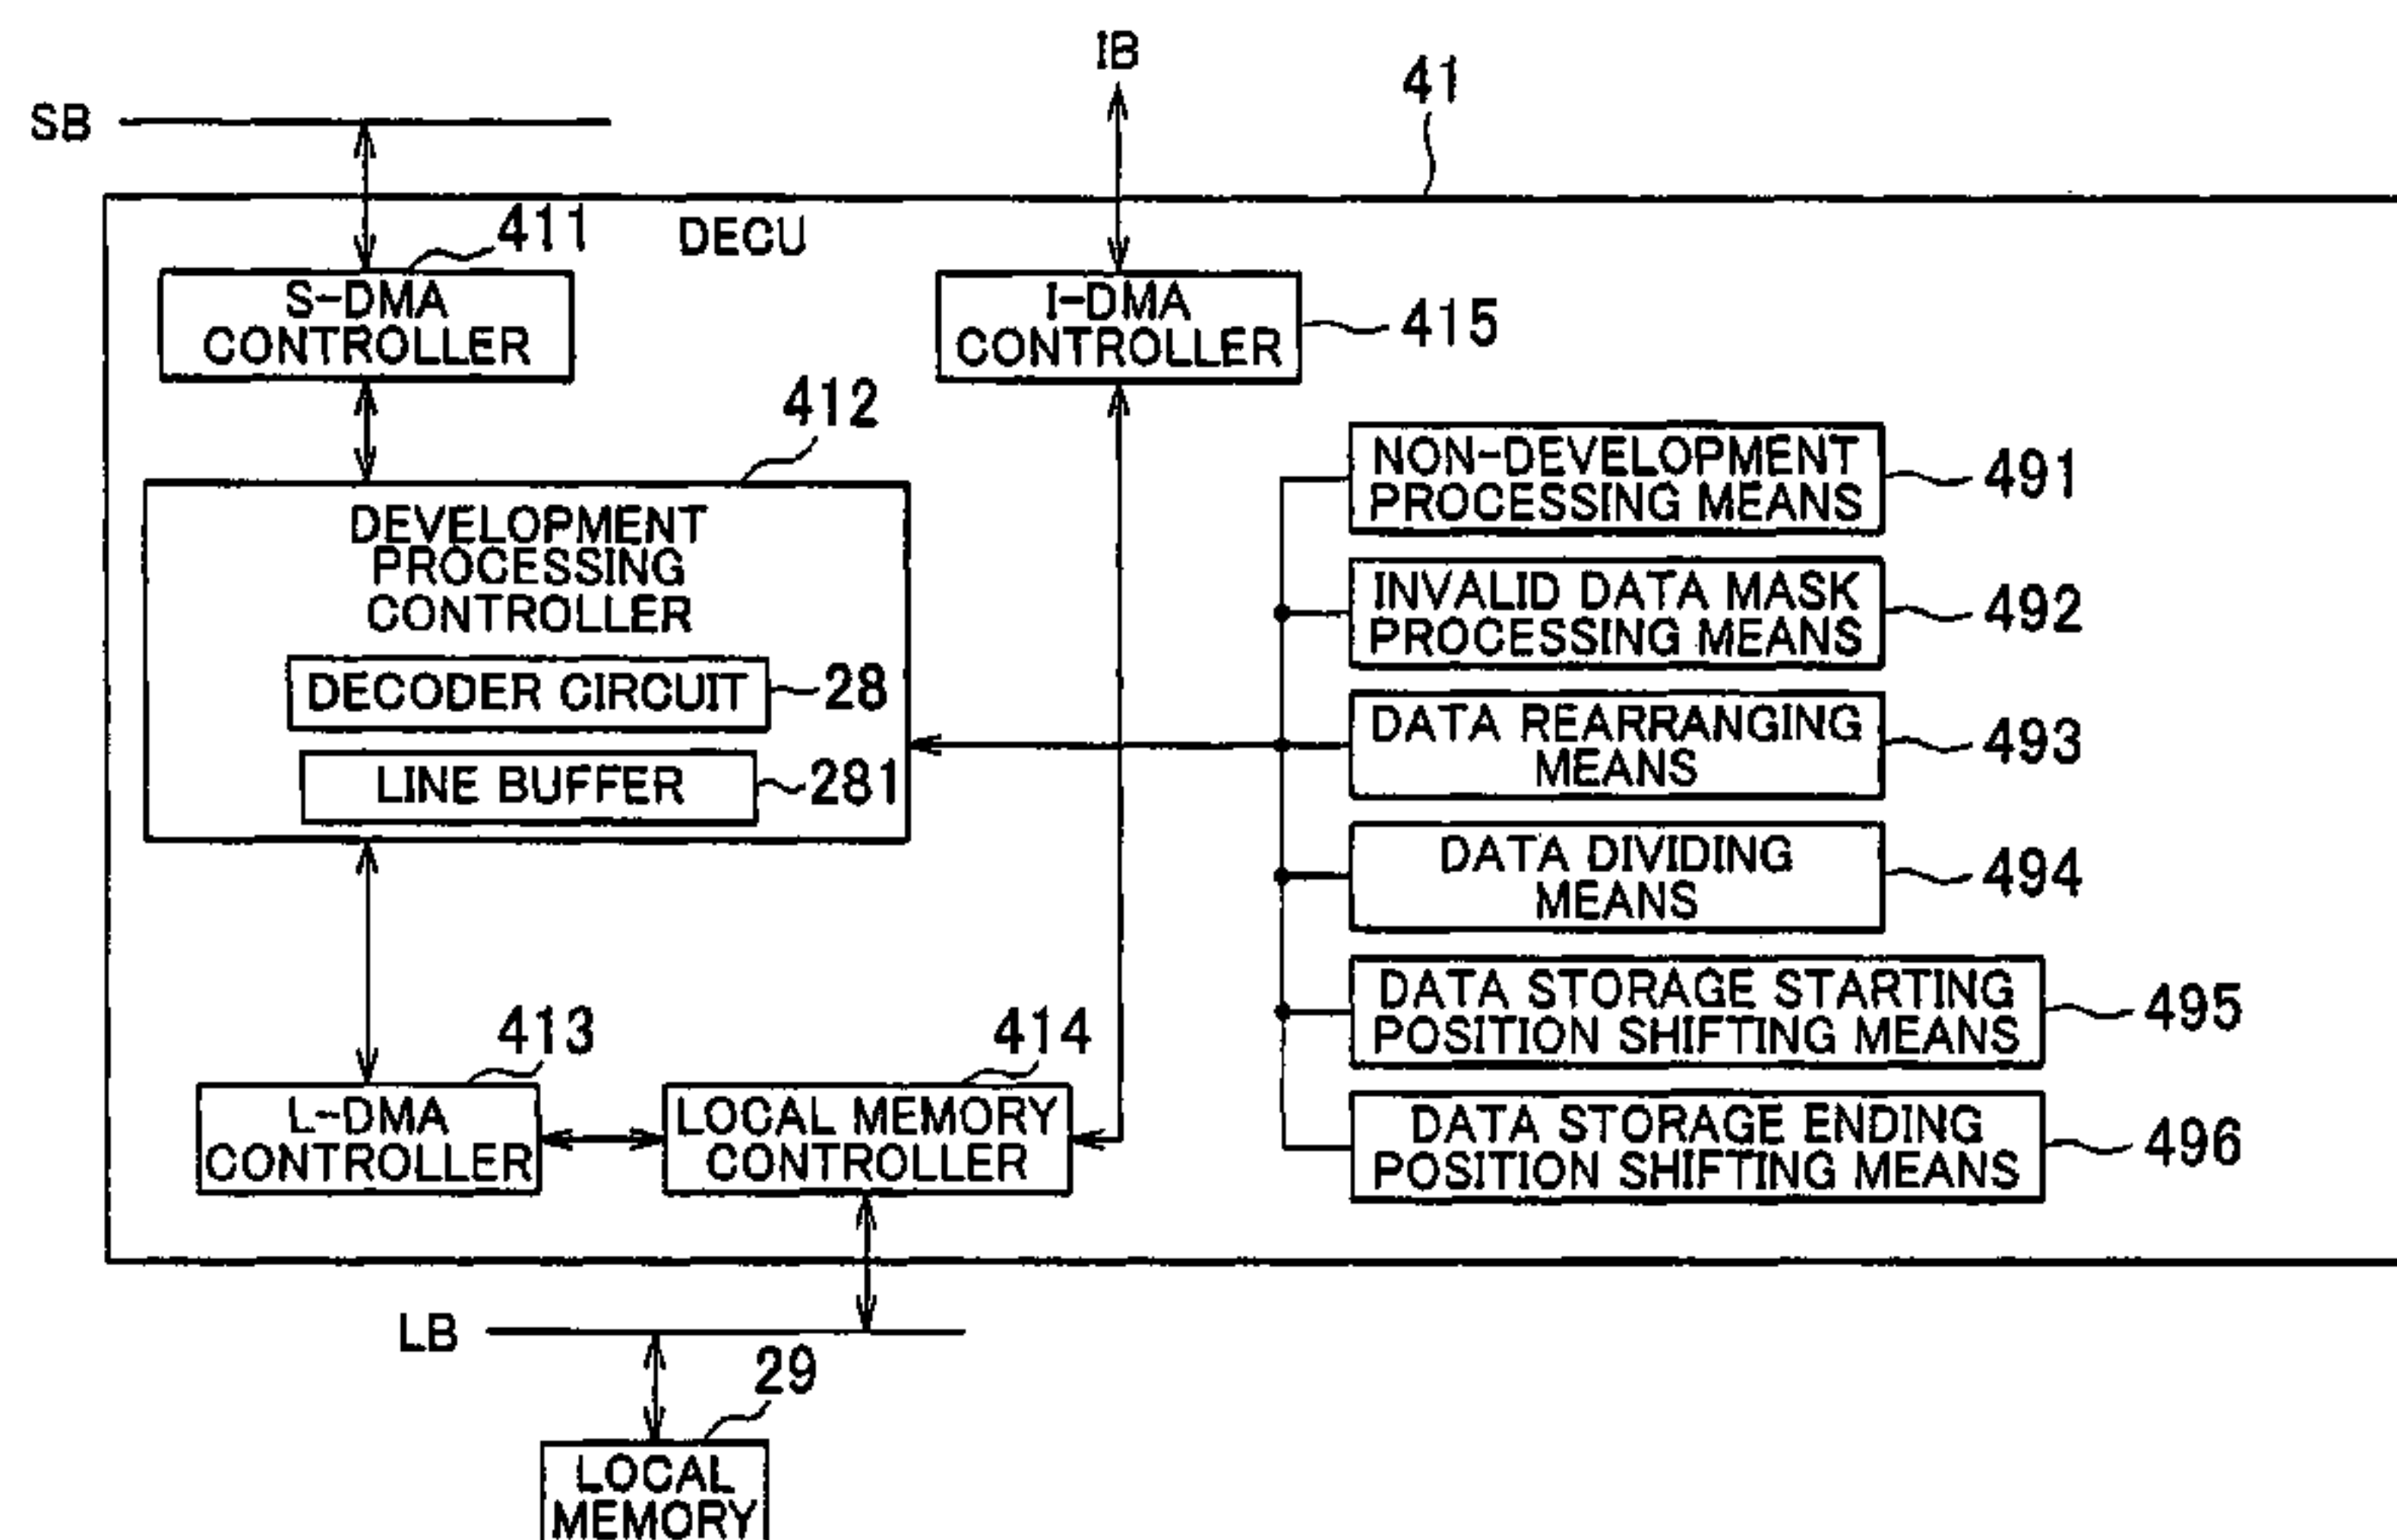 IB
41
SB
DECU
411
S-DMA
CONTROLLER
I-DMA
CONTROLLER
415
412
DEVELOPMENT
PROCESSING
CONTROLLER
DECODER CIRCUIT
28
LINE BUFFER
281
NON-DEVELOPMENT
PROCESSING MEANS
491
INVALID DATA MASK
PROCESSING MEANS
492
DATA REARRANGING
MEANS
493
DATA DIVIDING
MEANS
494
DATA STORAGE STARTING
POSITION SHIFTING MEANS
495
DATA STORAGE ENDING
POSITION SHIFTING MEANS
496
413
L-DMA
CONTROLLER
414
LOCAL MEMORY
CONTROLLER
LB
29
LOCAL
MEMORY